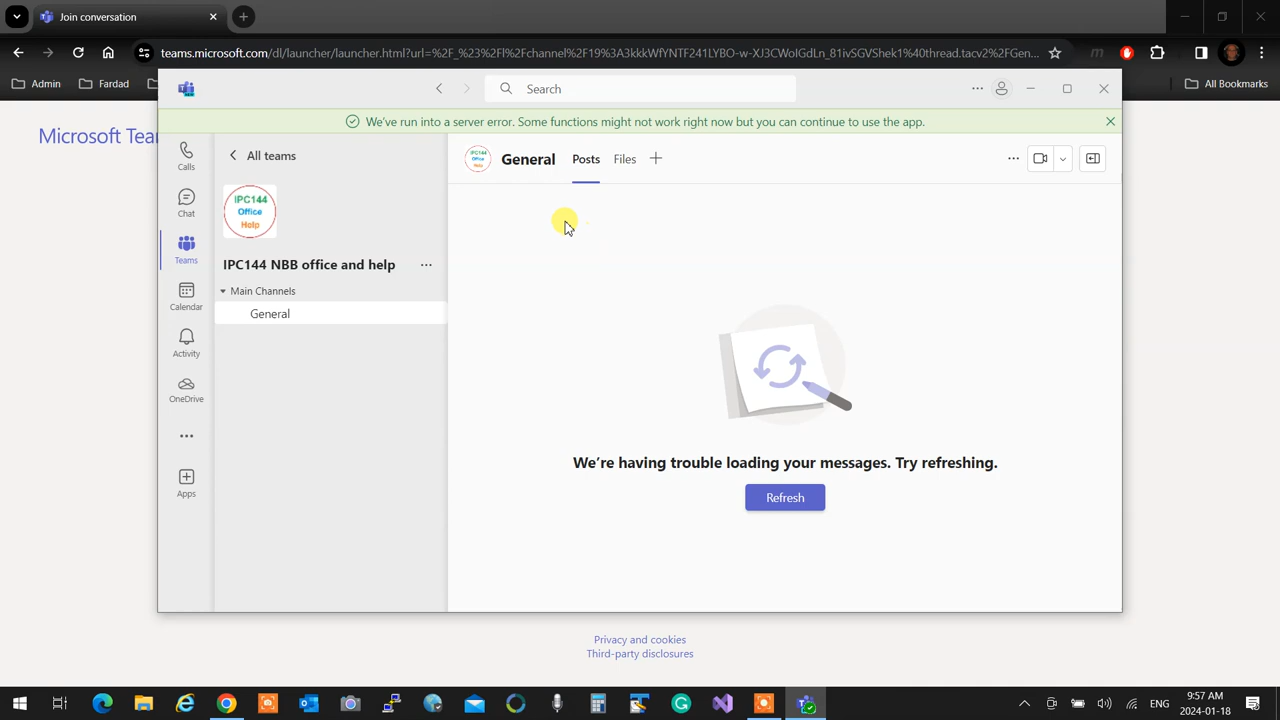 Join conversation
teams.microsoft.com/dl/launcher/launcher.html?url=%2F_%23%2Fl%2Fchannel%2F19%3A3kkkWfYNTF241LYBO-w-XJ3CWolGdLn_81vSGVShek1%40thread.tacv2%2FGen...
Admin
Fardad
All Bookmarks
Microsoft Tea
Search
We've run into a server error. Some functions might not work right now but you can continue to use the app.
Calls
Chat
Teams
Calendar
Activity
OneDrive
Apps
All teams
IPC144
Office
Help
IPC144 NBB office and help
Main Channels
General
IPC144
Office
Help
General
Posts
Files
We're having trouble loading your messages. Try refreshing.
Refresh
Privacy and cookies
Third-party disclosures
ENG
9:57 AM
2024-01-18